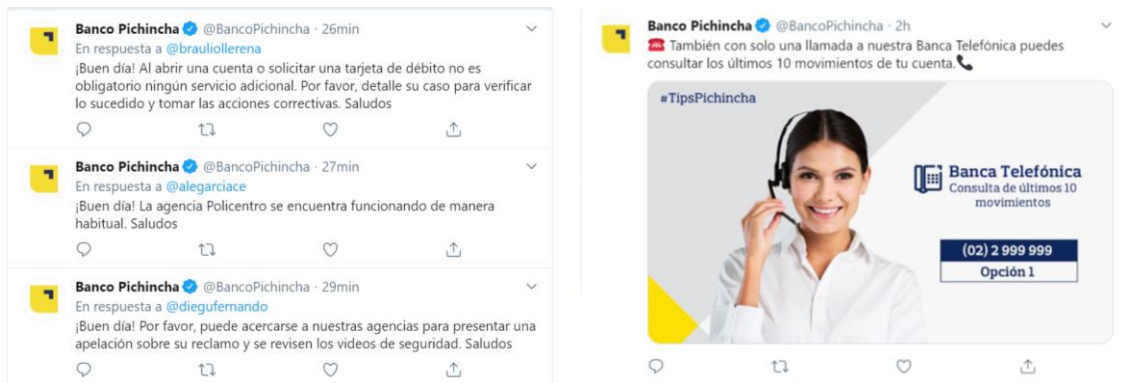 Banco Pichincha @BancoPichincha · 26min
En respuesta a @brauliollerena
¡Buen día! Al abrir una cuenta o solicitar una tarjeta de débito no es
obligatorio ningún servicio adicional. Por favor, detalle su caso para verificar
lo sucedido y tomar las acciones correctivas. Saludos
Banco Pichincha @BancoPichincha · 27min
En respuesta a @alegarciace
¡Buen día! La agencia Policentro se encuentra funcionando de manera
habitual. Saludos
Banco Pichincha @BancoPichincha · 29min
En respuesta a @diegufernando
¡Buen día! Por favor, puede acercarse a nuestras agencias para presentar una
apelación sobre su reclamo y se revisen los videos de seguridad. Saludos
Banco Pichincha @BancoPichincha · 2h
☎️ También con solo una llamada a nuestra Banca Telefónica puedes
consultar los últimos 10 movimientos de tu cuenta.📞
#TipsPichincha
Banca Telefónica
Consulta de últimos 10
movimientos
(02) 2 999 999
Opción 1